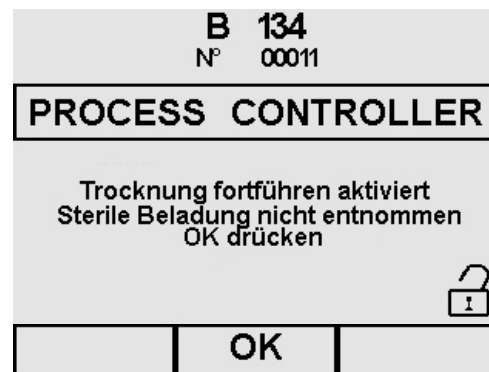 B 134
N° 00011
PROCESS CONTROLLER
Trocknung fortführen aktiviert
Sterile Beladung nicht entnommen
OK drücken
OK